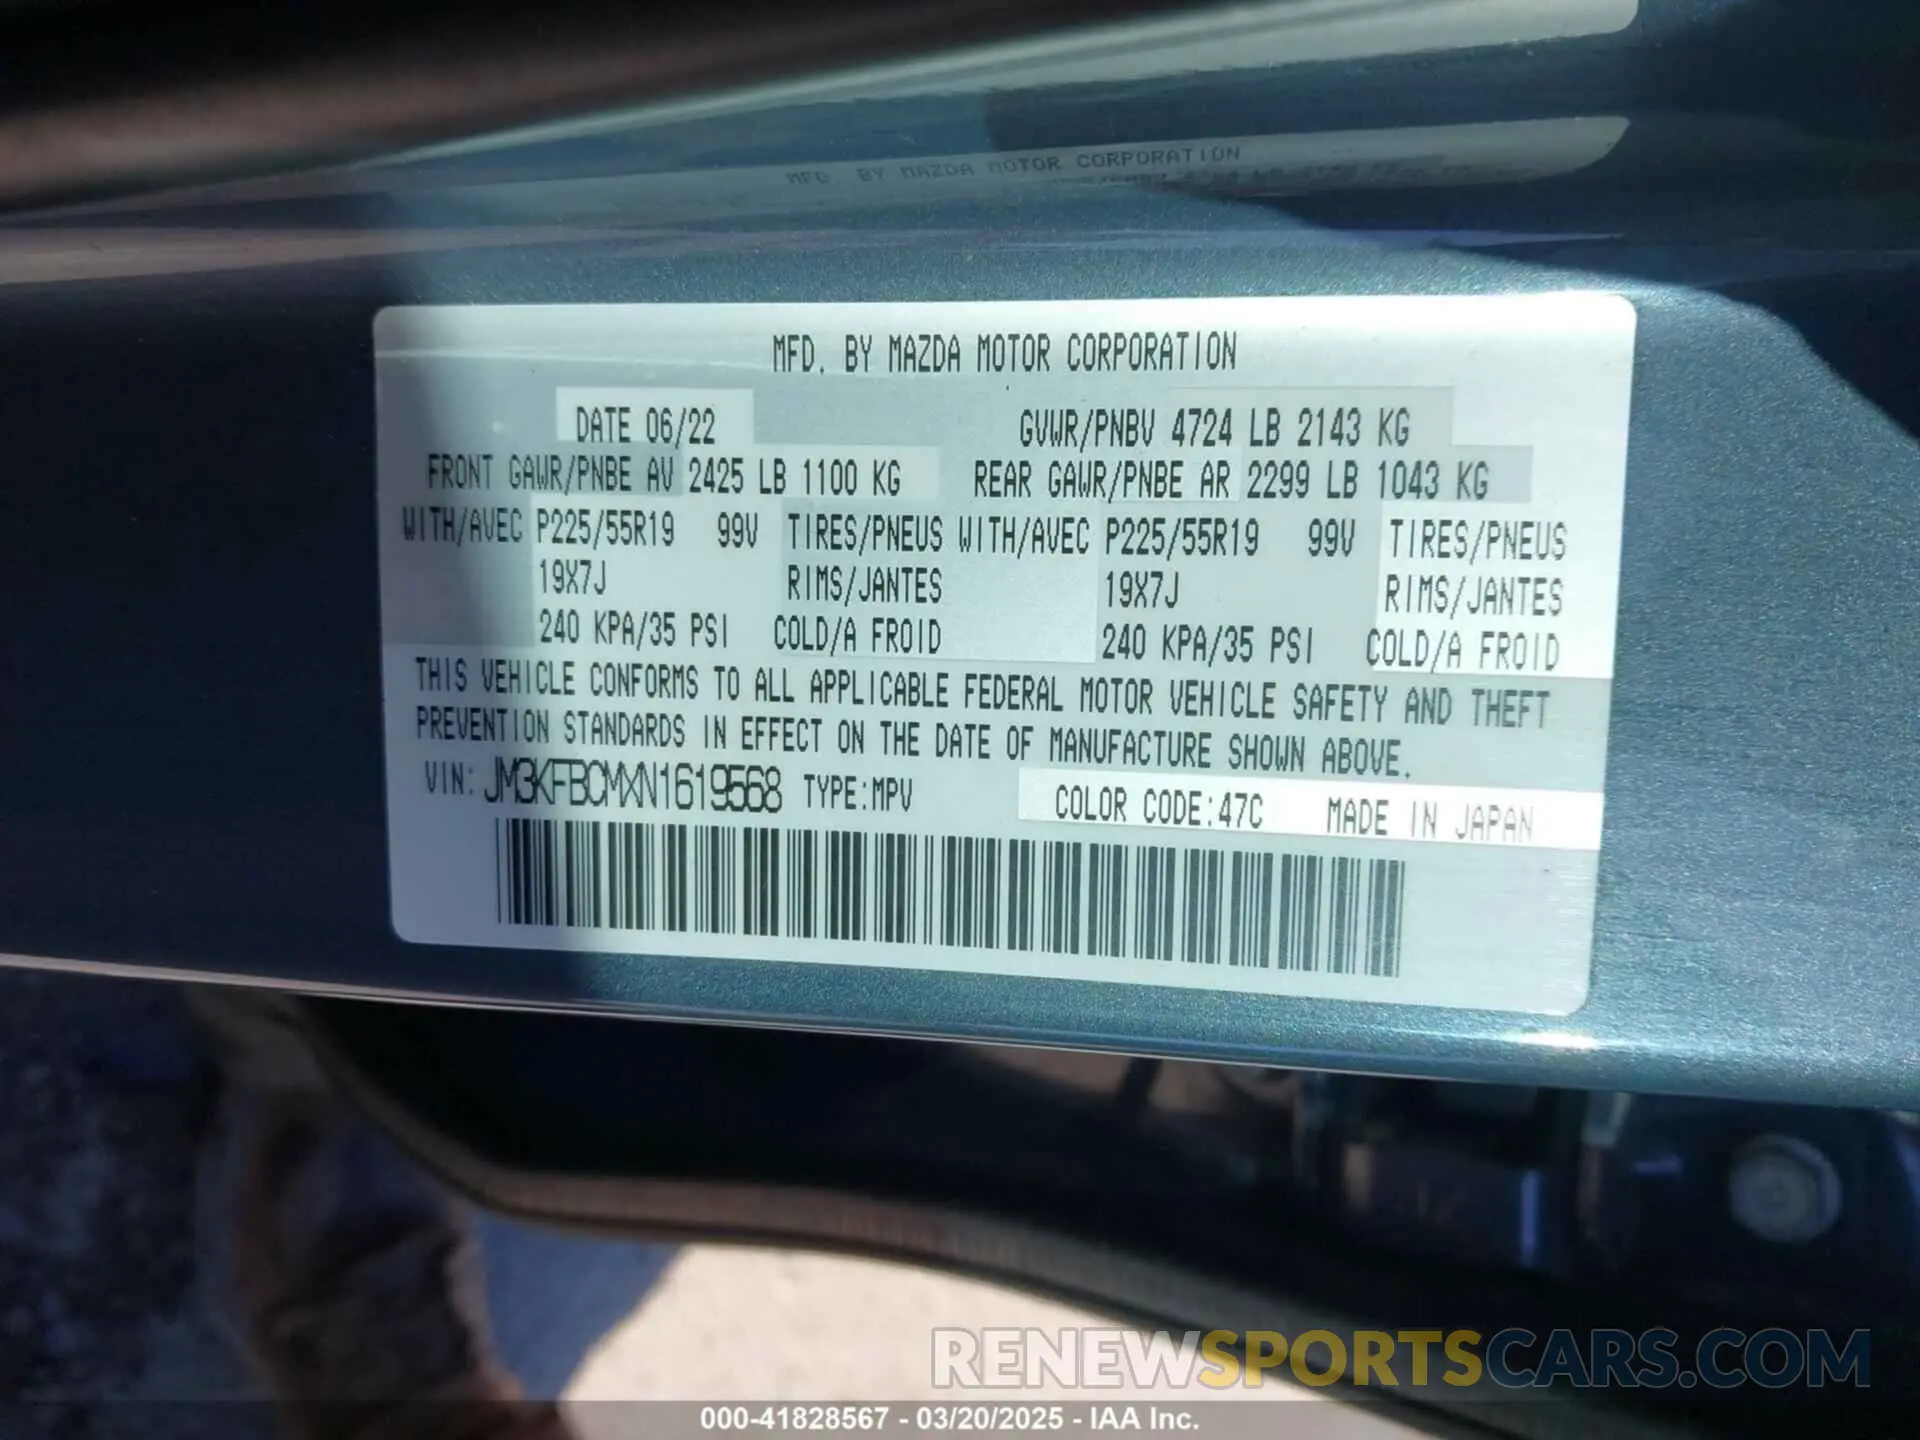 MFD. BY MAZDA MOTOR CORPORATION
MFD. BY MAZDA MOTOR CORPORATION
DATE 06/22 GVWR/PNBV 4724 LB 2143 KG
FRONT GAWR/PNBE AV 2425 LB 1100 KG REAR GAWR/PNBE AR 2299 LB 1043 KG
WITH/AVEC P225/55R19 99V TIRES/PNEUS WITH/AVEC P225/55R19 99V TIRES/PNEUS
19X7J RIMS/JANTES 19X7J RIMS/JANTES
240 KPA/35 PSI COLD/A FROID 240 KPA/35 PSI COLD/A FROID
THIS VEHICLE CONFORMS TO ALL APPLICABLE FEDERAL MOTOR VEHICLE SAFETY AND THEFT
PREVENTION STANDARDS IN EFFECT ON THE DATE OF MANUFACTURE SHOWN ABOVE.
VIN: JM3KFBCMXN1619568 TYPE:MPV COLOR CODE:47C MADE IN JAPAN
RENEWSPORTSCARS.COM
000-41828567 - 03/20/2025 - IAA Inc.